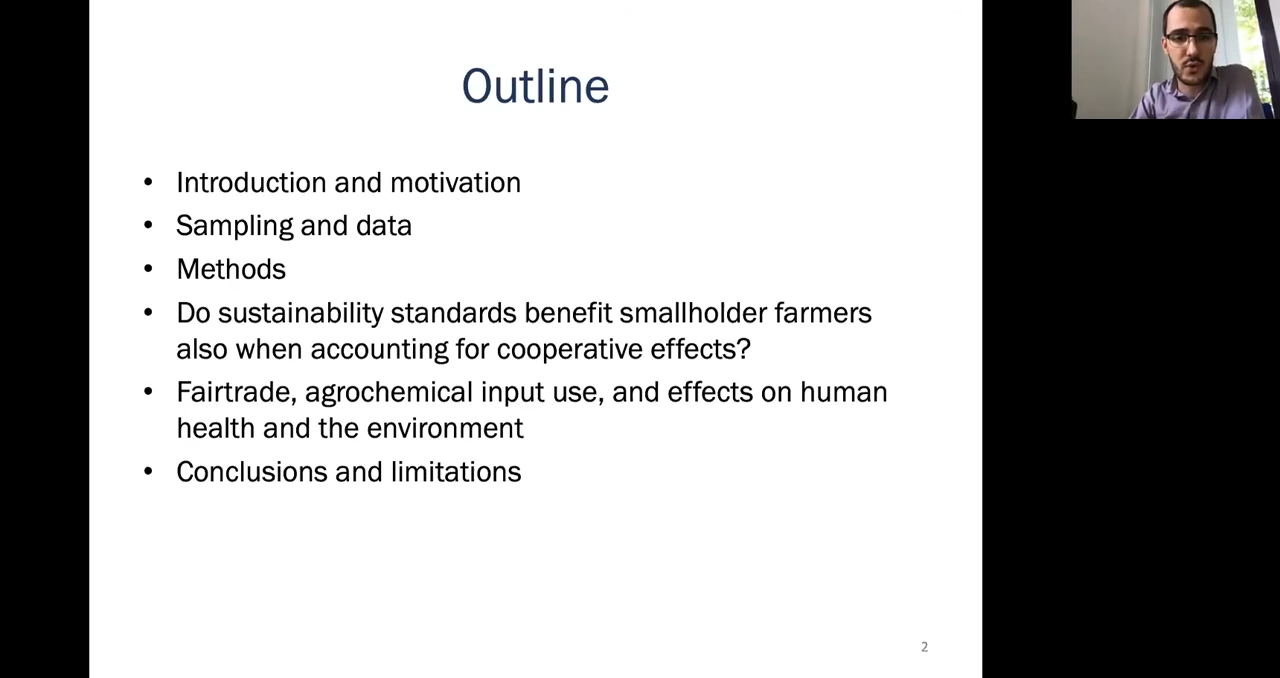 Outline
• Introduction and motivation
• Sampling and data
• Methods
• Do sustainability standards benefit smallholder farmers
also when accounting for cooperative effects?
• Fairtrade, agrochemical input use, and effects on human
health and the environment
• Conclusions and limitations
2